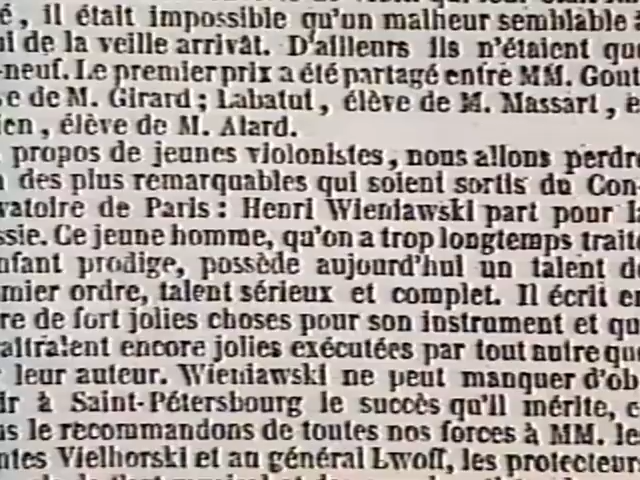 é, il était impossible qu'un malheur semblable
de la veille arrivât. D'ailleurs ils n'étaient que
-neuf. Le premier prix a été partagé entre MM. Gout
de M. Girard; Labatut, élève de M. Massart, é
ien, élève de M. Alard.
propos de jeunes violonistes, nous allons perdre
des plus remarquables qui soient sortis du Con
vatoire de Paris: Henri Wieniawski part pour l
ssie. Ce jeune homme, qu'on a trop longtemps traité
nfant prodige, possède aujourd'hui un talent d
mier ordre, talent sérieux et complet. Il écrit en
re de fort jolies choses pour son instrument et qu
aîtraient encore jolies exécutées par tout autre que
leur auteur. Wieniawski ne peut manquer d'ob
ir à Saint-Pétersbourg le succès qu'il mérite, c
s le recommandons de toutes nos forces à MM. les
ntes Vielhorski et au général Lwoff, les protecteurs